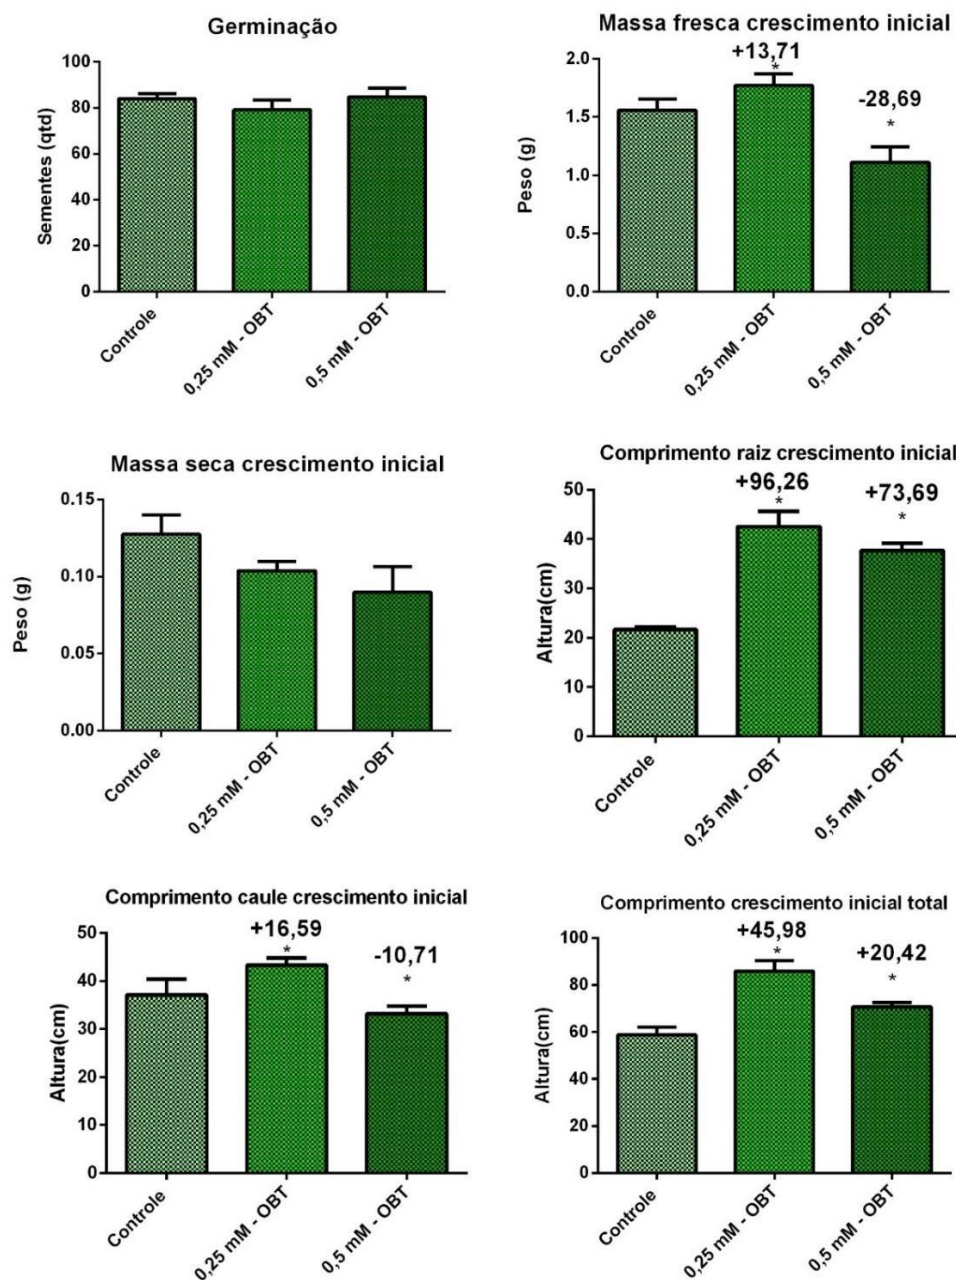 Germinação
Sementes (qtd)
100
80
60
40
20
0
Controle
0,25 mM - OBT
0,5 mM - OBT
Massa fresca crescimento inicial
+13,71
*
-28,69
*
Peso (g)
2.0
1.5
1.0
0.5
0.0
Controle
0,25 mM - OBT
0,5 mM - OBT
Massa seca crescimento inicial
Peso (g)
0.15
0.10
0.05
0.00
Controle
0,25 mM - OBT
0,5 mM - OBT
Comprimento raiz crescimento inicial
+96,26
*
+73,69
*
Altura(cm)
50
40
30
20
10
0
Controle
0,25 mM - OBT
0,5 mM - OBT
Comprimento caule crescimento inicial
+16,59
*
-10,71
*
Altura(cm)
50
40
30
20
10
0
Controle
0,25 mM - OBT
0,5 mM - OBT
Comprimento crescimento inicial total
+45,98
*
+20,42
*
Altura(cm)
100
80
60
40
20
0
Controle
0,25 mM - OBT
0,5 mM - OBT